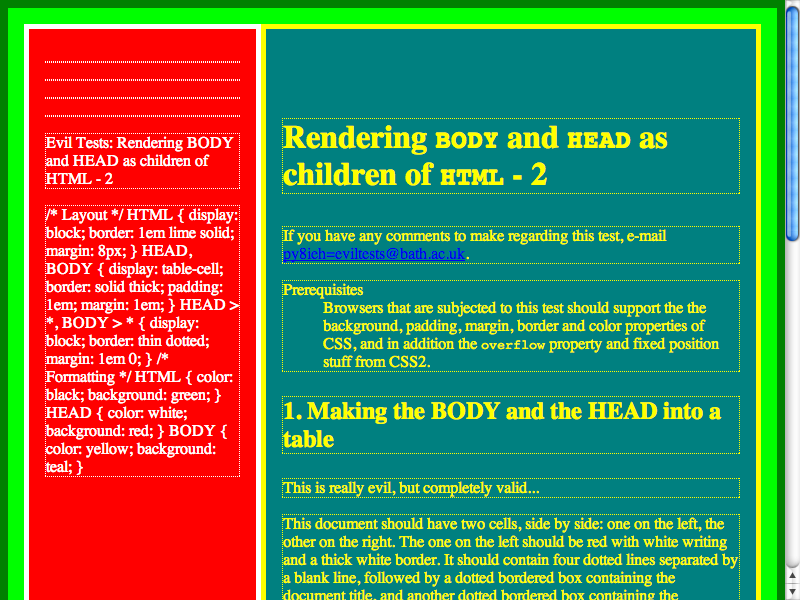 Evil Tests: Rendering BODY
and HEAD as children of
HTML - 2
/* Layout */ HTML { display:
block; border: 1em lime solid;
margin: 8px; } HEAD,
BODY { display: table-cell;
border: solid thick; padding:
1em; margin: 1em; } HEAD >
*, BODY > * { display:
block; border: thin dotted;
margin: 1em 0; } /*
Formatting */ HTML { color:
black; background: green; }
HEAD { color: white;
background: red; } BODY {
color: yellow; background:
teal; }
Rendering BODY and HEAD as
children of HTML - 2
If you have any comments to make regarding this test, e-mail
py8ieh=eviltests@bath.ac.uk.
Prerequisites
Browsers that are subjected to this test should support the the
background, padding, margin, border and color properties of
CSS, and in addition the overflow property and fixed position
stuff from CSS2.
1. Making the BODY and the HEAD into a
table
This is really evil, but completely valid...
This document should have two cells, side by side: one on the left, the
other on the right. The one on the left should be red with white writing
and a thick white border. It should contain four dotted lines separated by
a blank line, followed by a dotted bordered box containing the
document title, and another dotted bordered box containing the